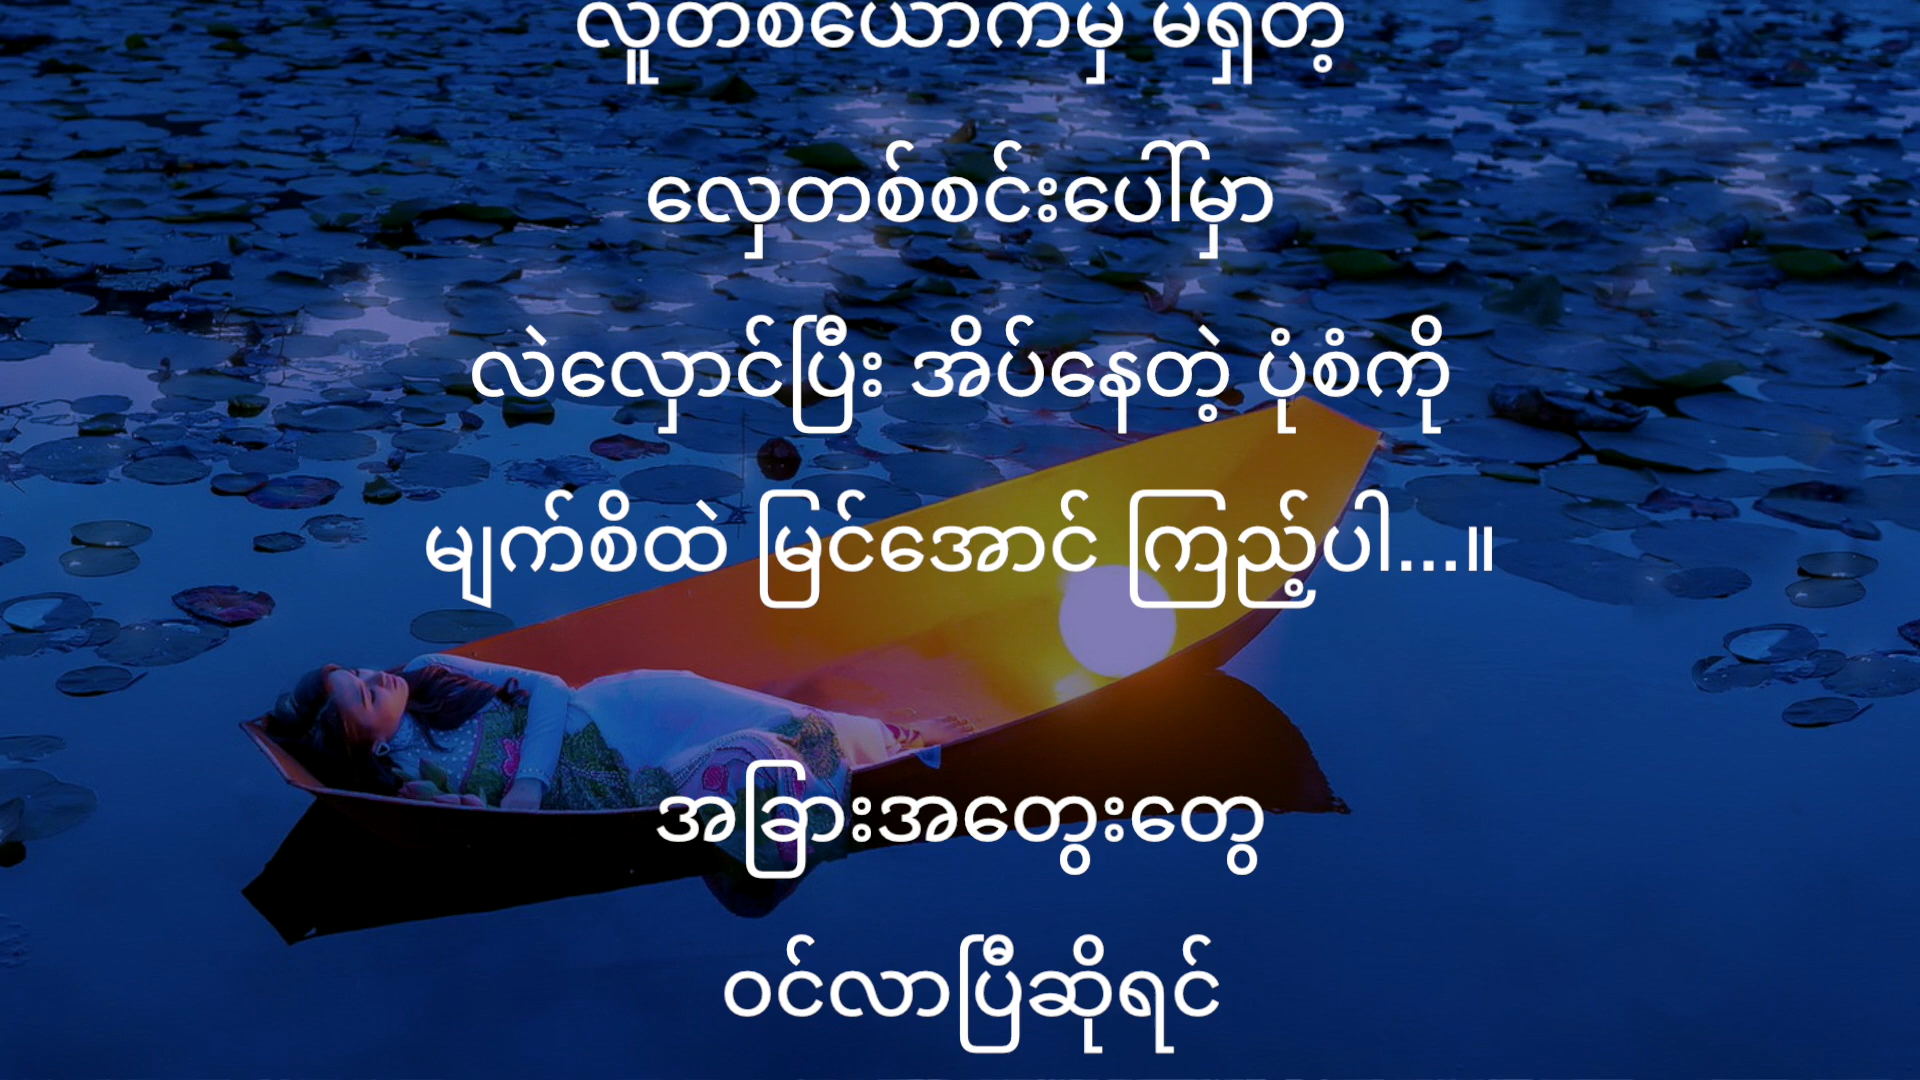 လူတစ်ယောက်မှ မရှိတဲ့
လှေတစ်စင်းပေါ်မှာ
လဲလှောင်ပြီး အိပ်နေတဲ့ ပုံစံကို
မျက်စိထဲ မြင်အောင် ကြည့်ပါ...။
အခြားအတွေးတွေ
ဝင်လာပြီဆိုရင်